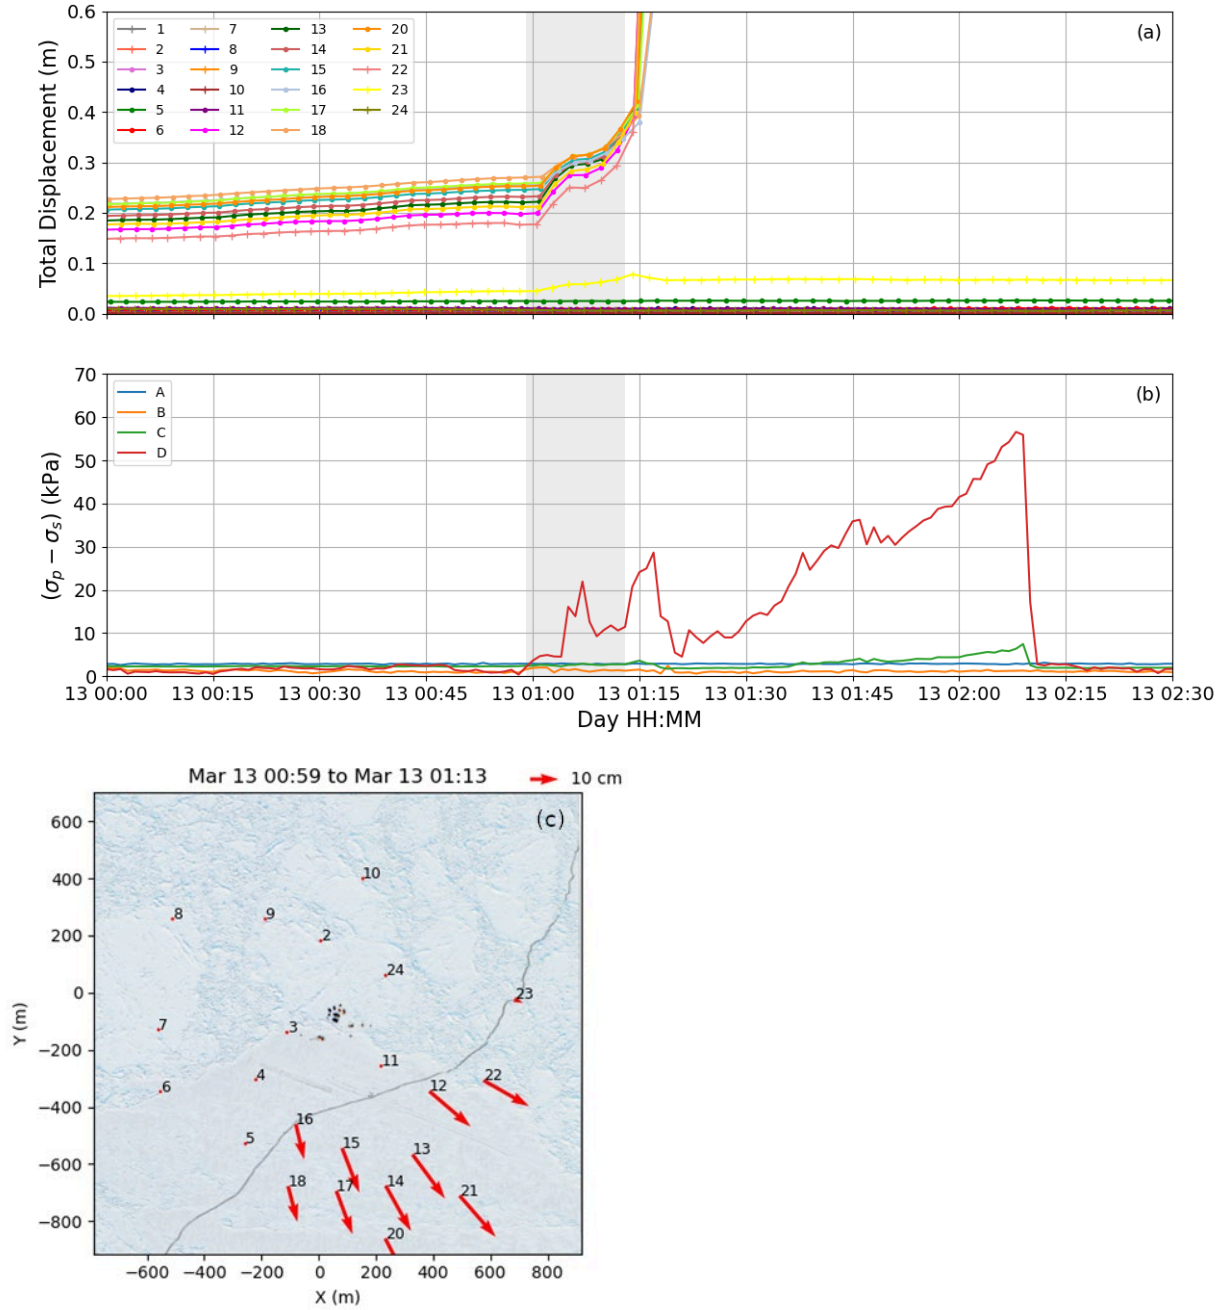 0.6
0.5
0.4
0.3
0.2
0.1
0.0
Total Displacement (m)
(a)
1 7 13 20
2 8 14 21
3 9 15 22
4 10 16 23
5 11 17 24
6 12 18
70
60
50
40
30
20
10
0
(σp − σs) (kPa)
(b)
A
B
C
D
13 00:00 13 00:15 13 00:30 13 00:45 13 01:00 13 01:15 13 01:30 13 01:45 13 02:00 13 02:15 13 02:30
Day HH:MM
Mar 13 00:59 to Mar 13 01:13 10 cm
(c)
600
400
200
0
−200
−400
−600
−800
Y (m)
10
8
9
2
24
23
7
3
11
4
6
22
12
16
5
15
13
18
17
14
21
20
−600 −400 −200 0 200 400 600 800
X (m)